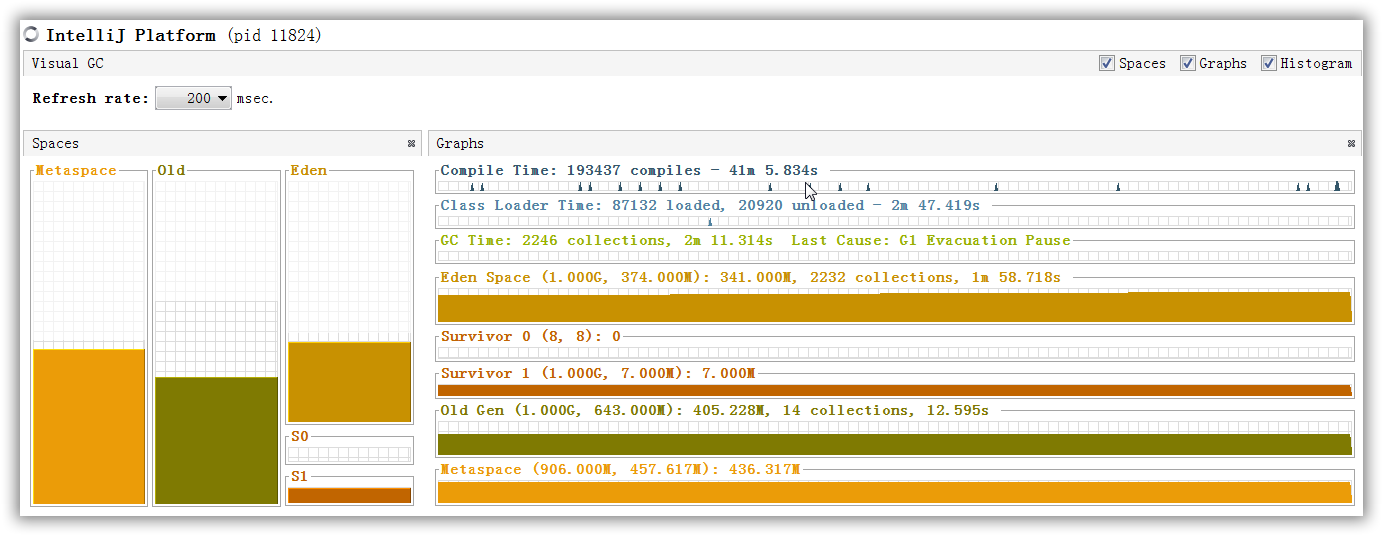 IntelliJ Platform (pid 11824)
Visual GC
Spaces Graphs Histogram
Refresh rate: 200 msec.
Spaces
Metaspace Old Eden
S0
S1
Graphs
Compile Time: 193437 compiles - 41m 5.834s
Class Loader Time: 87132 loaded, 20920 unloaded - 2m 47.419s
GC Time: 2246 collections, 2m 11.314s Last Cause: G1 Evacuation Pause
Eden Space (1.000G, 374.000M): 341.000M, 2232 collections, 1m 58.718s
Survivor 0 (8, 8): 0
Survivor 1 (1.000G, 7.000M): 7.000M
Old Gen (1.000G, 643.000M): 405.228M, 14 collections, 12.595s
Metaspace (906.000M, 457.617M): 436.317M